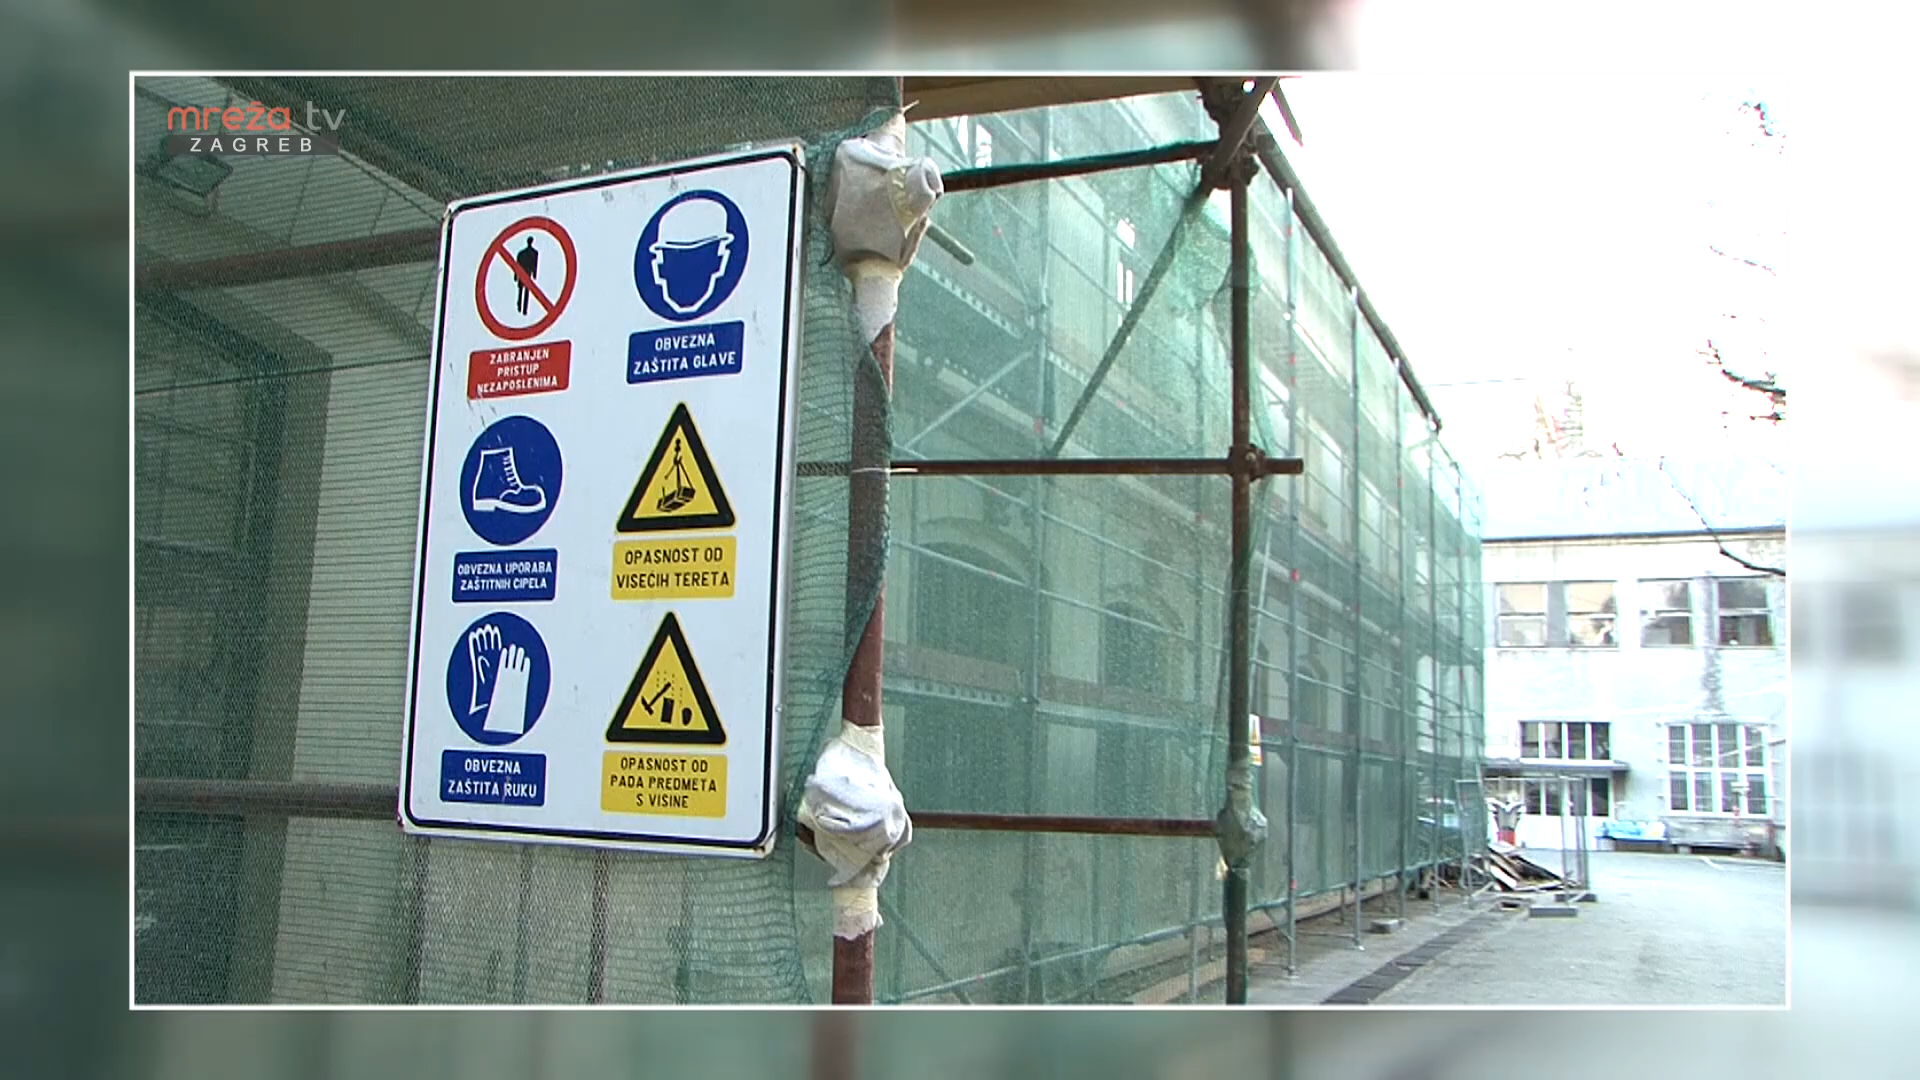 mreža tv
ZAGREB
ZABRANJEN
PRISTUP
NEZAPOSLENIMA
OBVEZNA
ZAŠTITA GLAVE
OBVEZNA UPORABA
ZAŠTITNIH CIPELA
OPASNOST OD
VISEĆIH TERETA
OBVEZNA
ZAŠTITA RUKU
OPASNOST OD
PADA PREDMETA
S VISINE